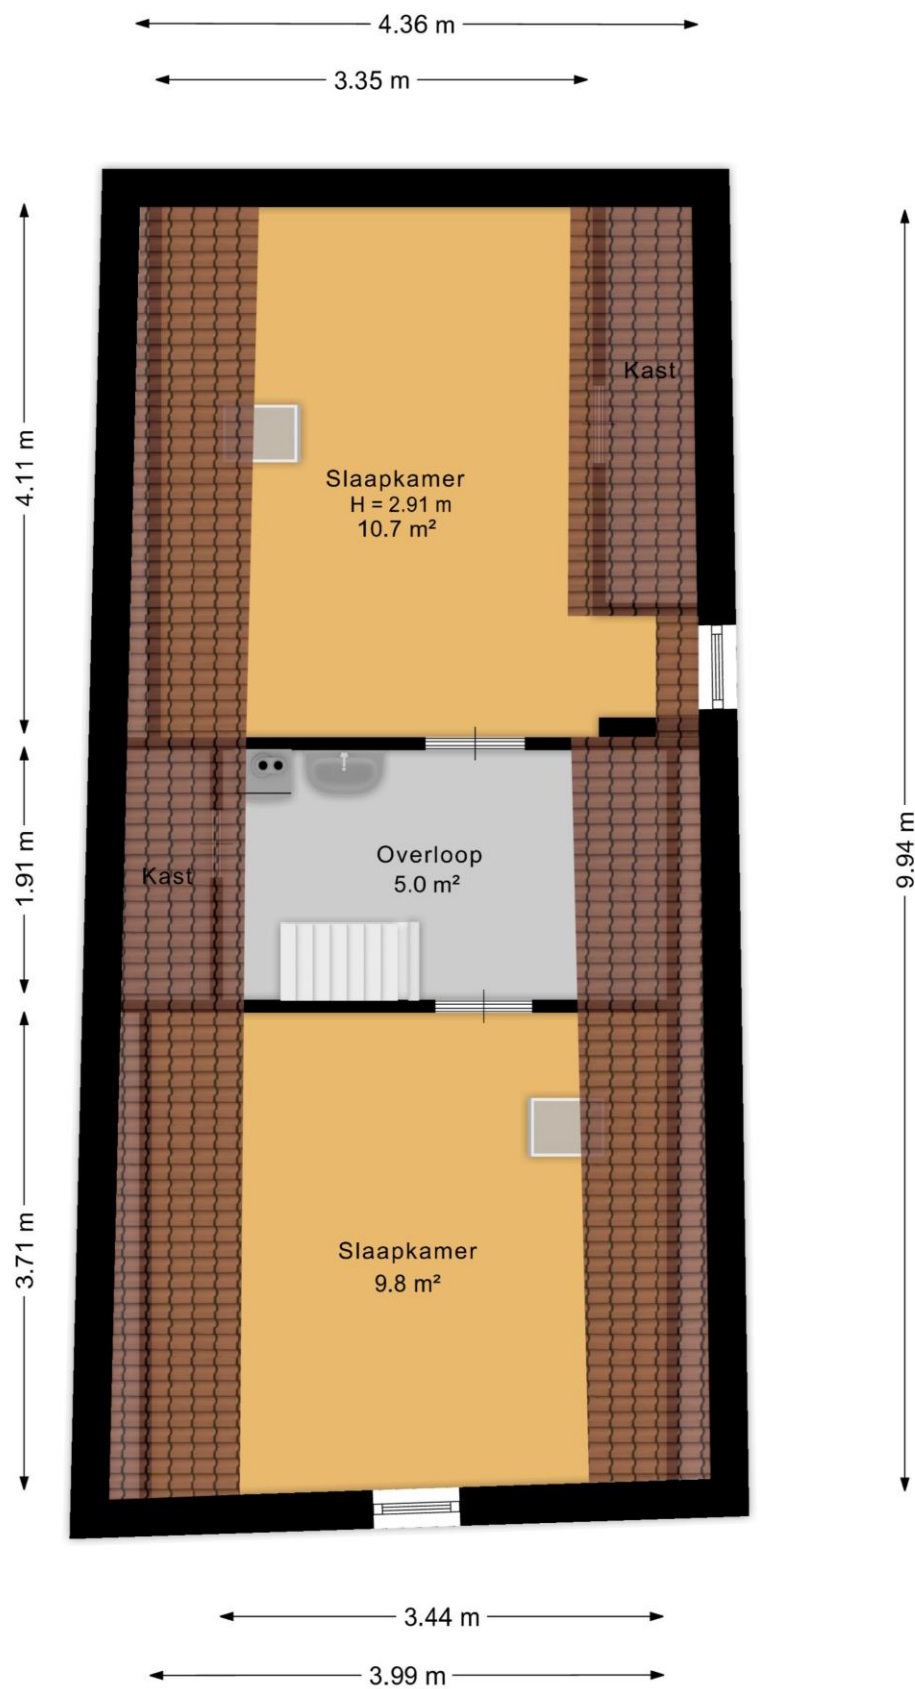 4.36 m
3.35 m
Kast
4.11 m
Slaapkamer
H = 2.91 m
10.7 m²
9.94 m
1.91 m
Overloop
5.0 m²
Kast
3.71 m
Slaapkamer
9.8 m²
3.44 m
3.99 m